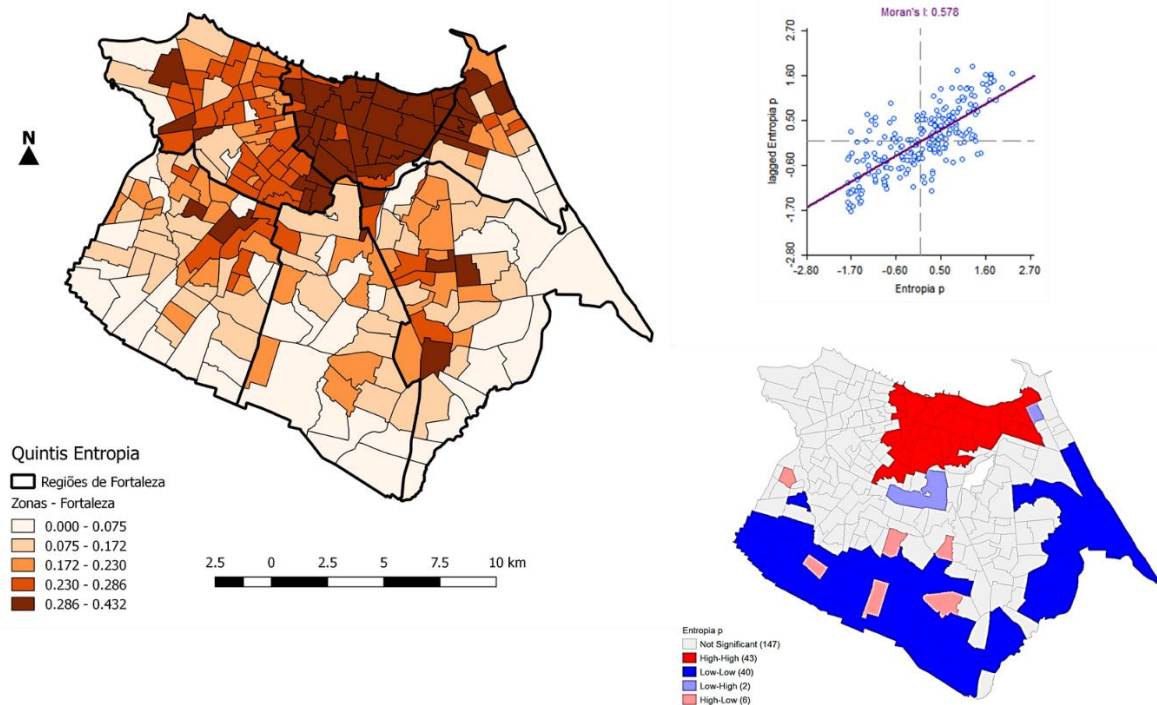 N
Quintis Entropia
Regiões de Fortaleza
Zonas - Fortaleza
0.000 - 0.075
0.075 - 0.172
0.172 - 0.230
0.230 - 0.286
0.286 - 0.432
2.5 0 2.5 5 7.5 10 km
Moran's I: 0.578
2.70
1.60
0.50
-0.60
-1.70
-2.80
lagged Entropia p
-2.80 -1.70 -0.60 0.50 1.60 2.70
Entropia p
Entropia p
Not Significant (147)
High-High (43)
Low-Low (40)
Low-High (2)
High-Low (6)